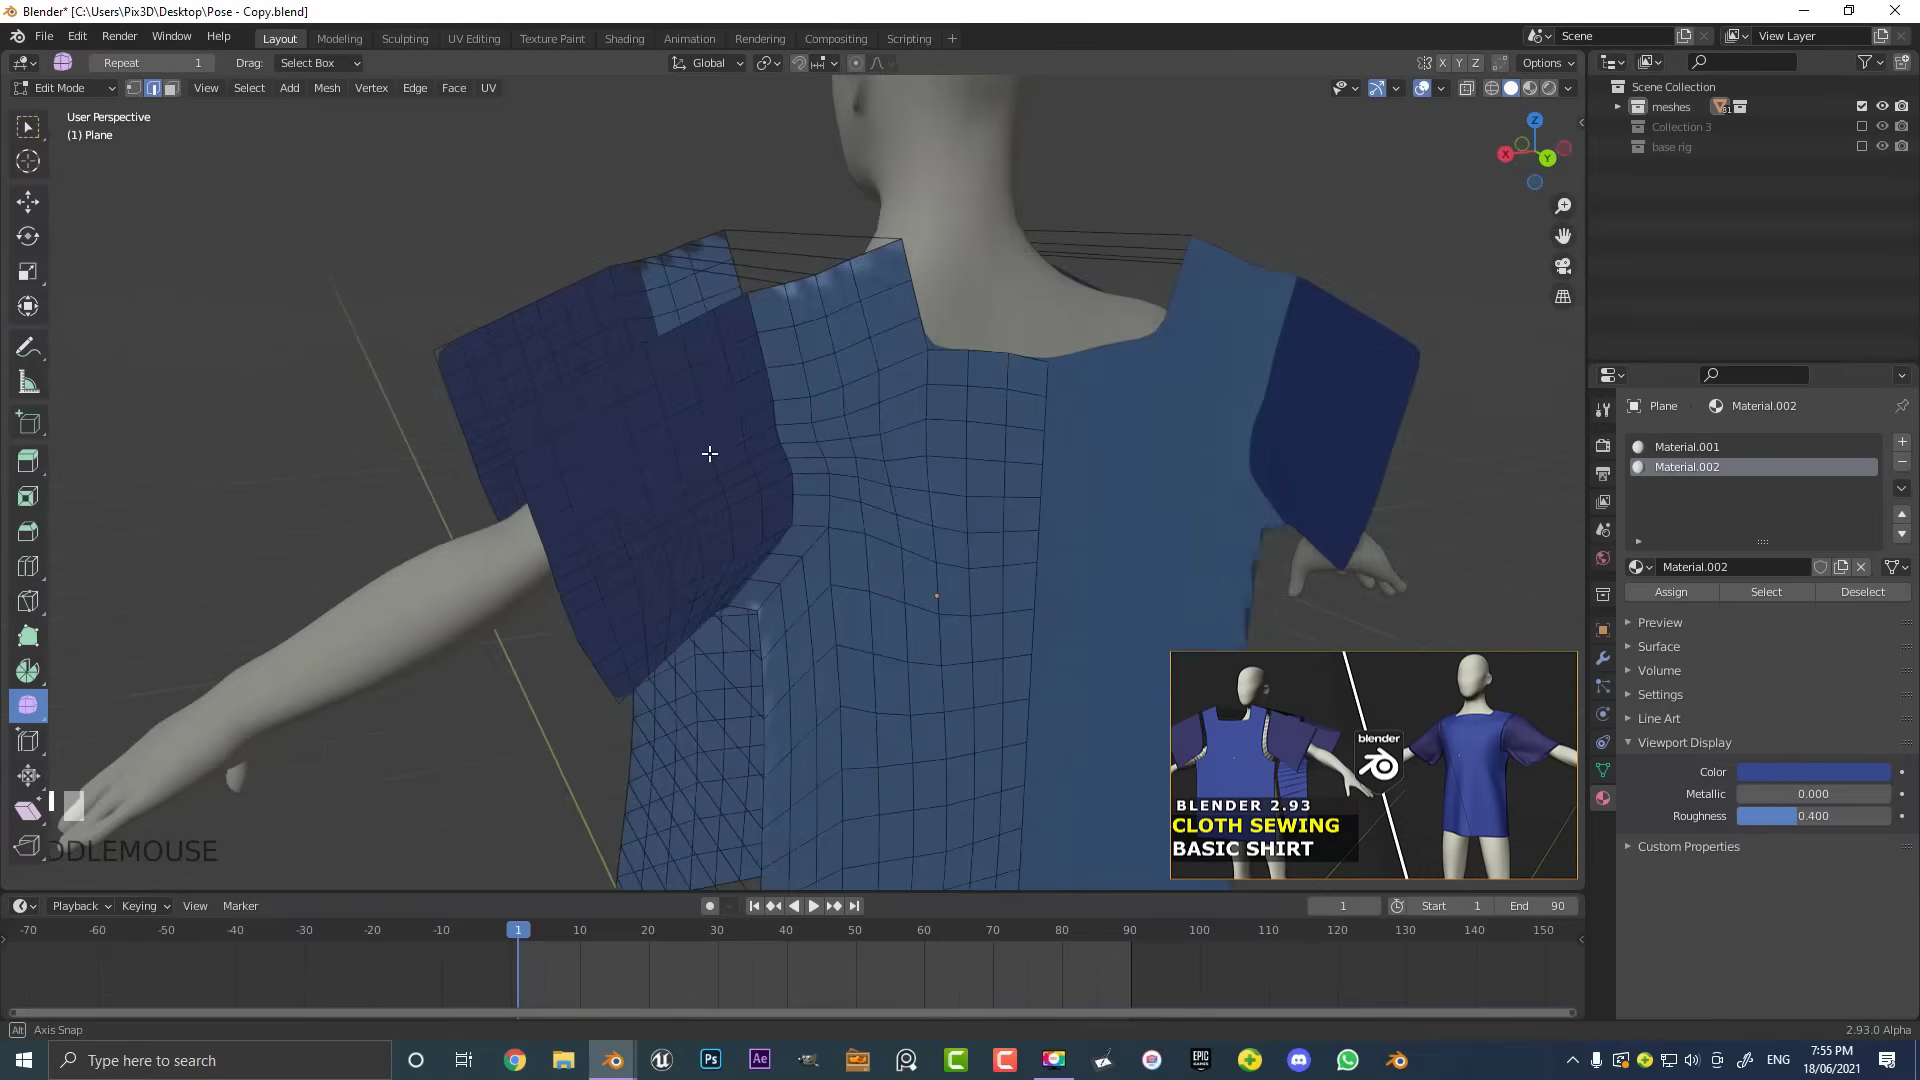 Blender* [C:\Users\Pix3D\Desktop\Pose - Copy.blend]
File Edit Render Window Help Layout Modeling Sculpting UV Editing Texture Paint Shading Animation Rendering Compositing Scripting + Scene View Layer
Repeat 1 Drag: Select Box Global X Y Z Options
Edit Mode View Select Add Mesh Vertex Edge Face UV
User Perspective
(1) Plane
Z
X
Y
Scene Collection
meshes 81
Collection 3
base rig
Plane Material.002
Material.001
Material.002
Material.002
Assign Select Deselect
Preview
Surface
Volume
Settings
Line Art
Viewport Display
Color
Metallic 0.000
Roughness 0.400
Custom Properties
blender
BLENDER 2.93
CLOTH SEWING
BASIC SHIRT
DDLEMOUSE
Playback Keying View Marker 1 Start 1 End 90
-70 -60 -50 -40 -30 -20 -10 1 10 20 30 40 50 60 70 80 90 100 110 120 130 140 150
Alt Axis Snap 2.93.0 Alpha
Type here to search
Ps
Ae
EPIC GAMES
ENG
7:55 PM
18/06/2021